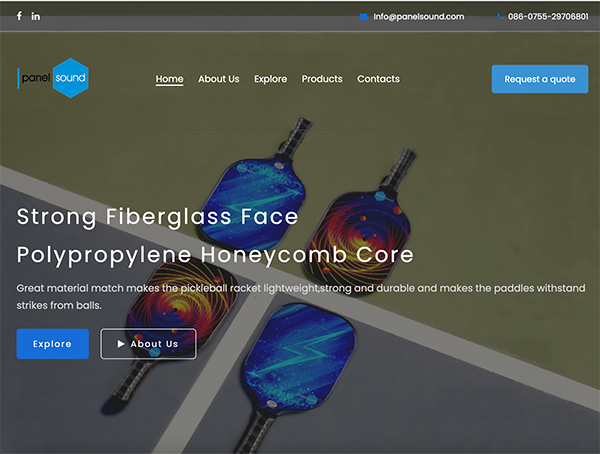 Info@panelsound.com
086-0755-29706801
panel sound
Home About Us Explore Products Contacts
Request a quote
Strong Fiberglass Face
Polypropylene Honeycomb Core
Great material match makes the pickleball racket lightweight,strong and durable and makes the paddles withstand
strikes from balls.
Explore
About Us